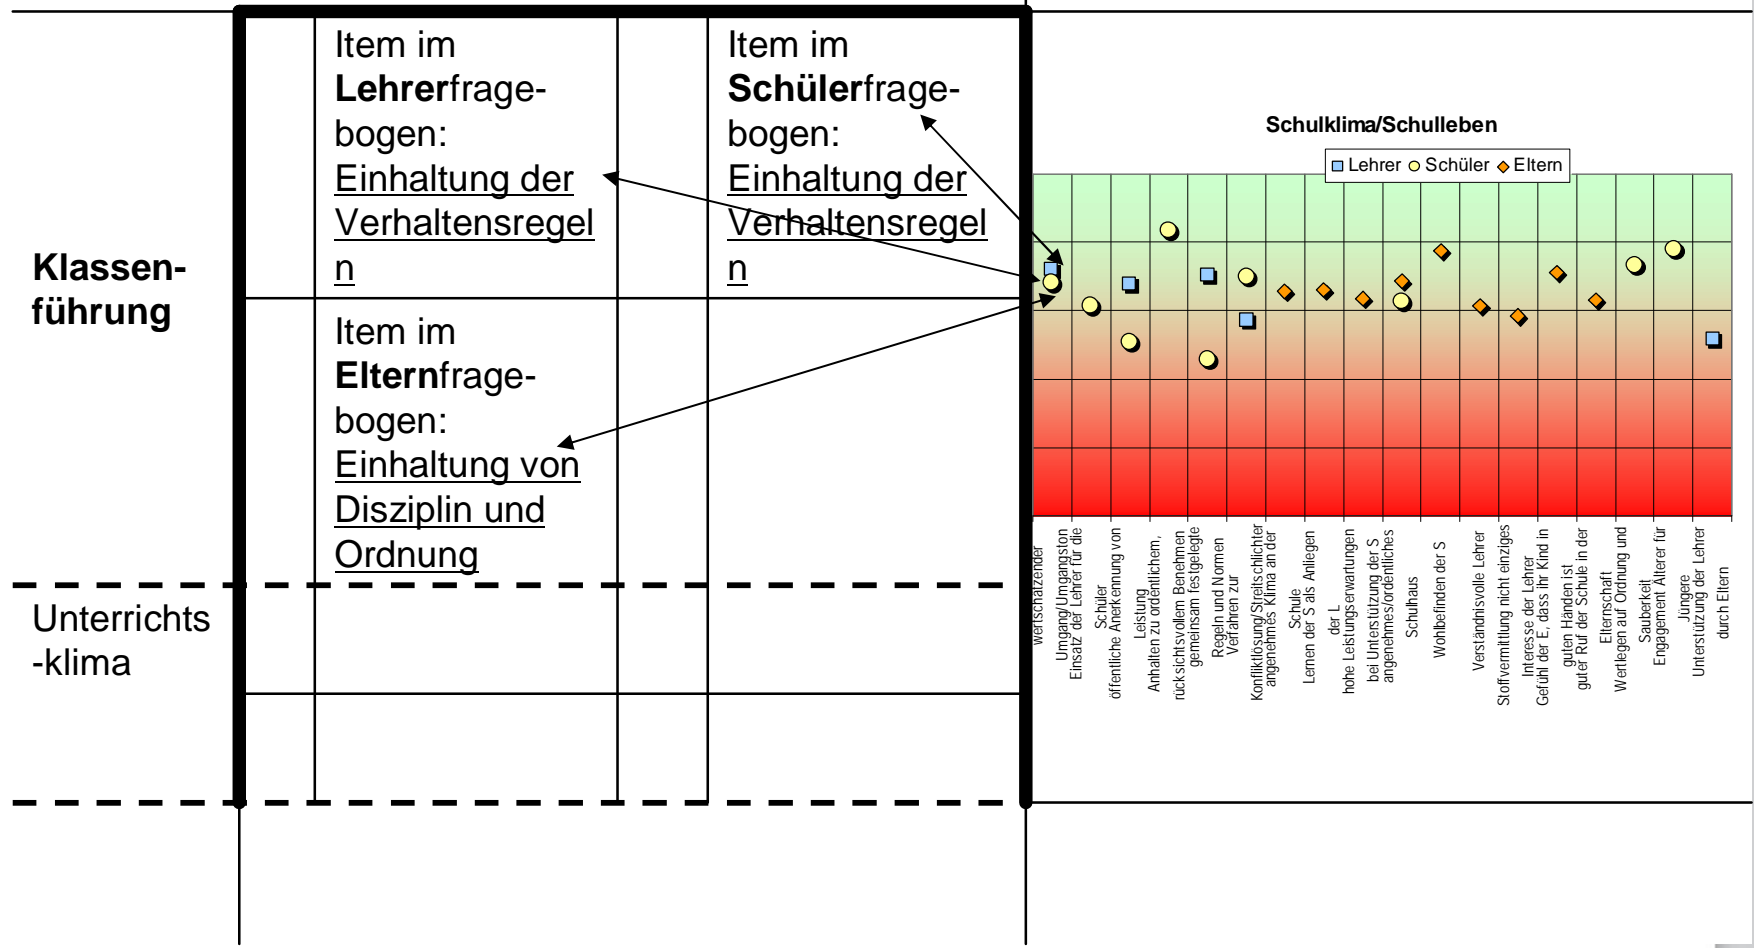 Klassen-
führung
Item im
Lehrerfrage-
bogen:
Einhaltung der
Verhaltensregel
n
Item im
Schülerfrage-
bogen:
Einhaltung der
Verhaltensregel
n
Item im
Elternfrage-
bogen:
Einhaltung von
Disziplin und
Ordnung
Unterrichts
-klima
Schulklima/Schulleben
Lehrer Schüler Eltern
wertschätzender
Umgang/Umgangston
Einsatz der Lehrer für die
Schüler
öffentliche Anerkennung von
Leistung
Anhalten zu ordentlichem,
rücksichtsvollem Benehmen
gemeinsam festgelegte
Regeln und Normen
Verfahren zur
Konfliktlösung/Streitschlichter
angenehmes Klima an der
Schule
Lernen der S als Anliegen
der L
hohe Leistungserwartungen
bei Unterstützung der S
angenehmes/ordentliches
Schulhaus
Wohlbefinden der S
Verständnisvolle Lehrer
Stoffvermittlung nicht einziges
Interesse der Lehrer
Gefühl der E, dass ihr Kind in
guten Händen ist
guter Ruf der Schule in der
Elternschaft
Wertlegen auf Ordnung und
Sauberkeit
Engagement Älterer für
Jüngere
Unterstützung der Lehrer
durch Eltern